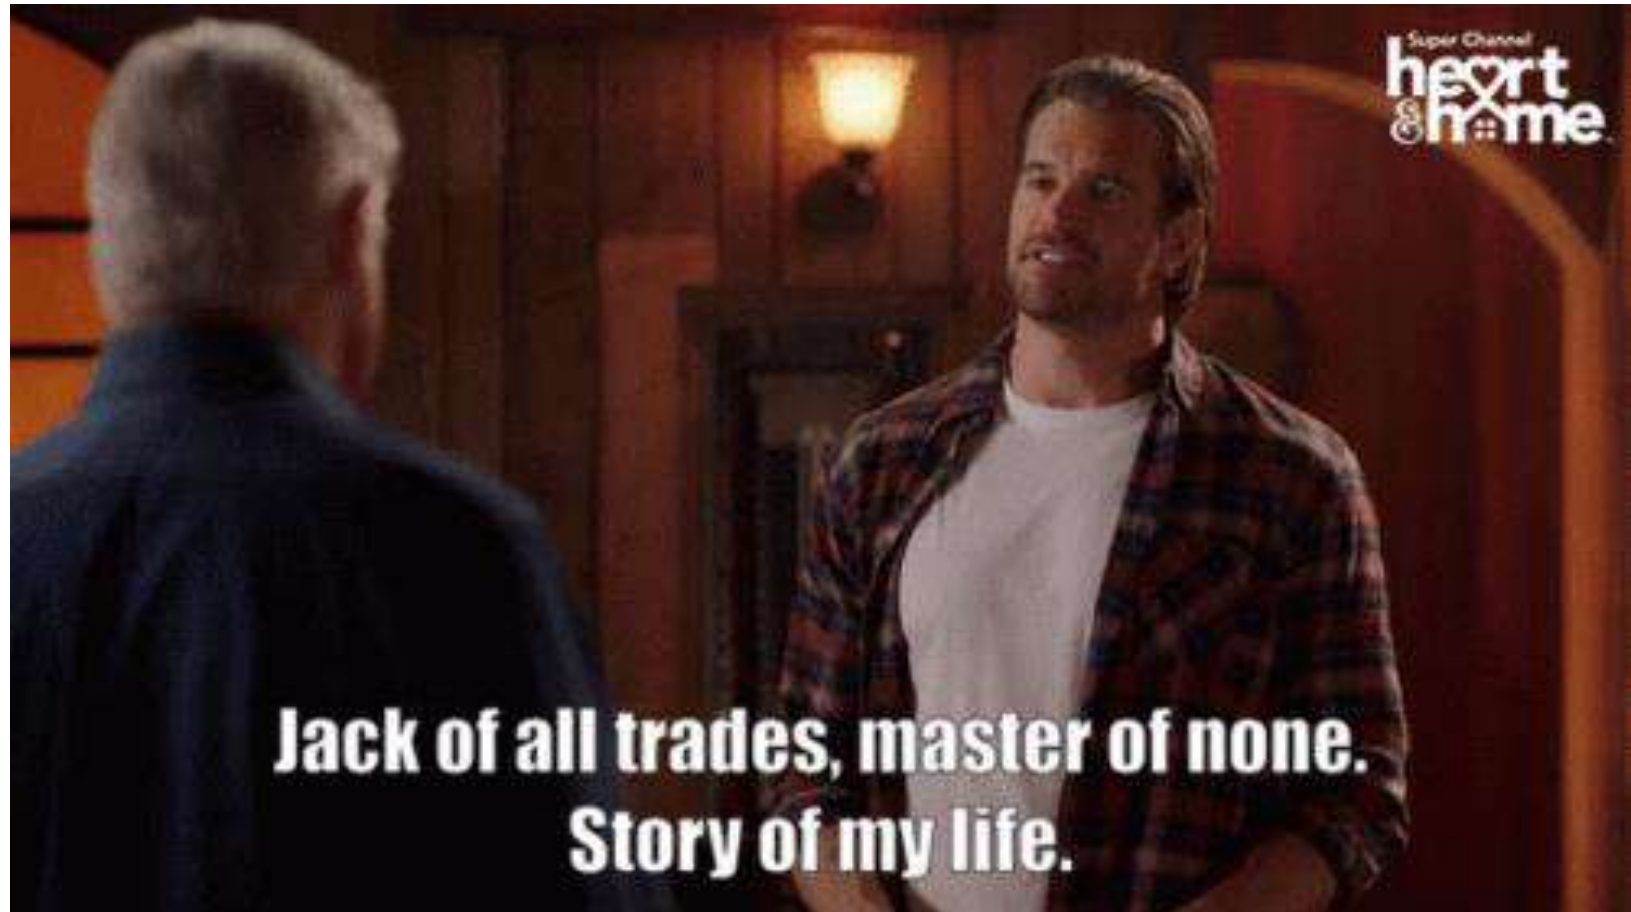 Super Channel
heart
&home
Jack of all trades, master of none.
Story of my life.